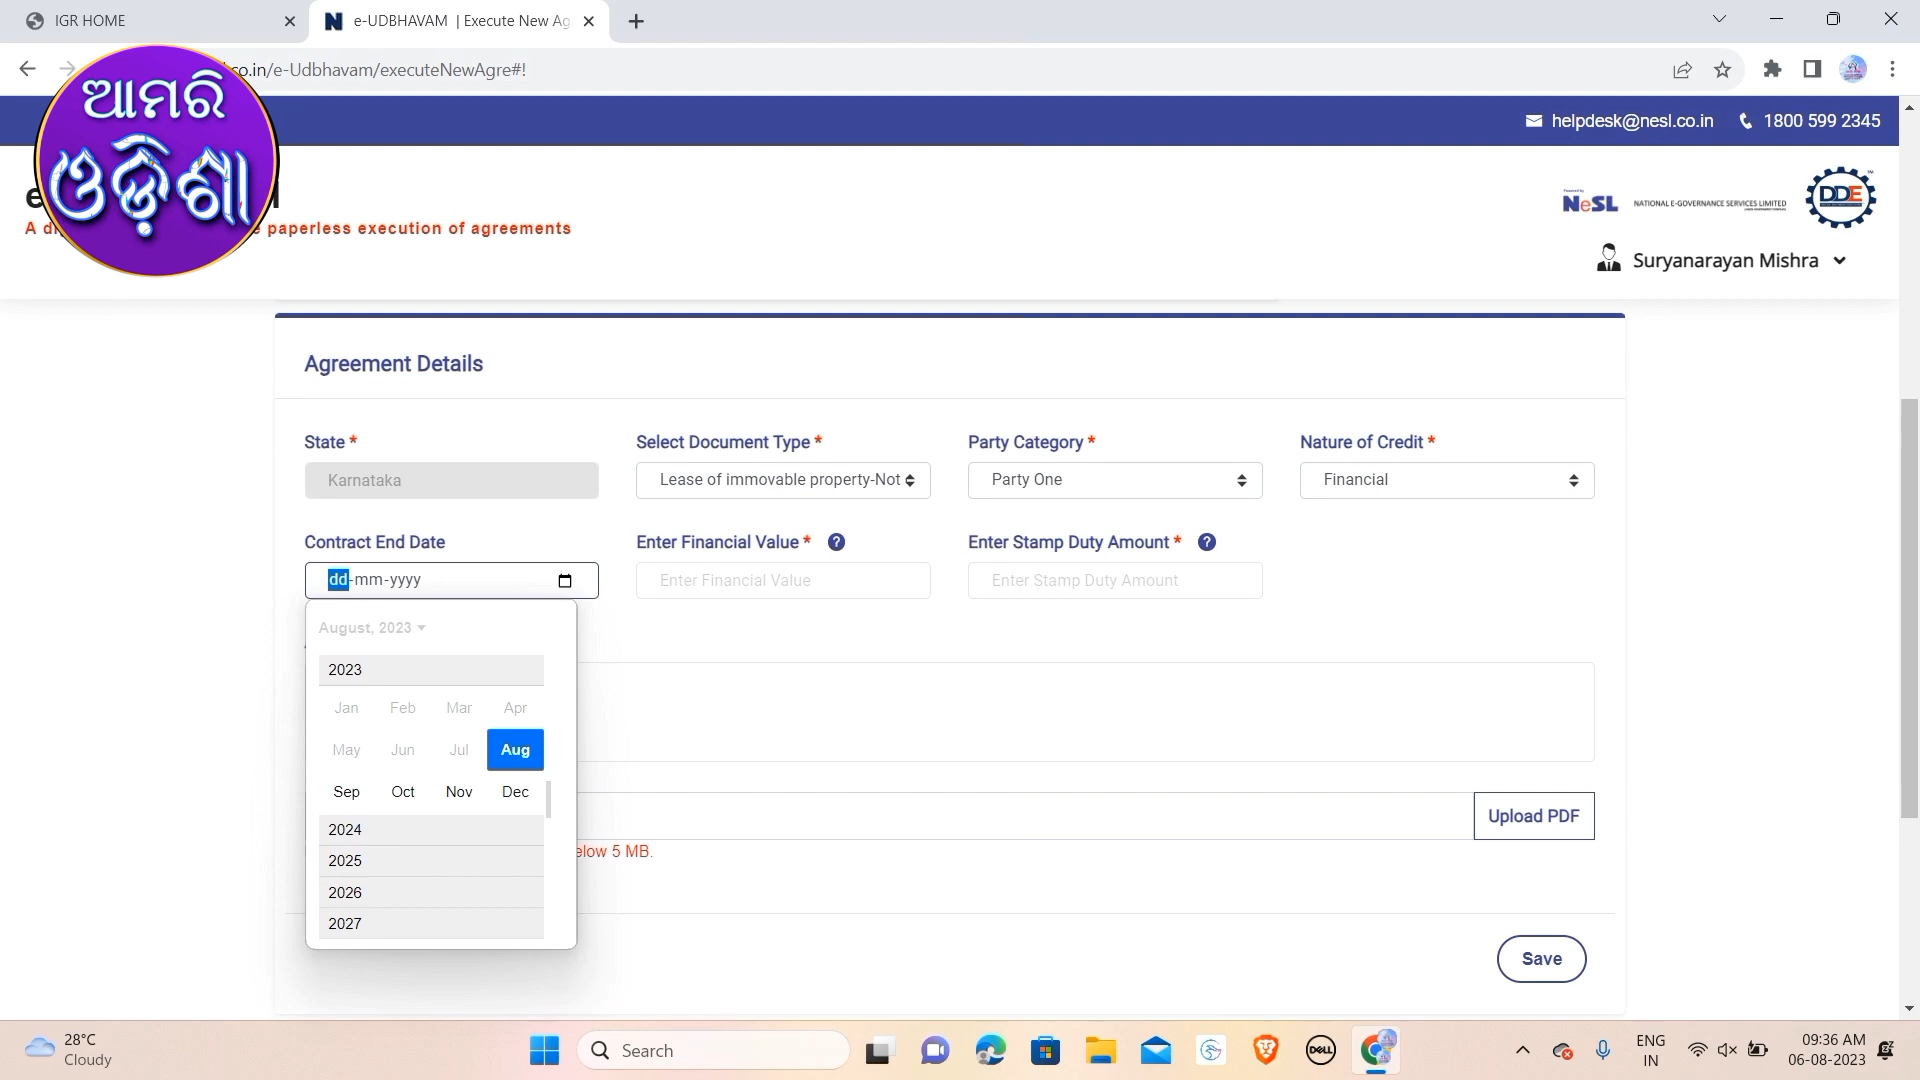 IGR HOME
e-UDBHAVAM | Execute New Ag
co.in/e-Udbhavam/executeNewAgre#!
ଆମରି
ଓଡ଼ିଶା
helpdesk@nesl.co.in
1800 599 2345
paperless execution of agreements
Powered by
NeSL
NATIONAL E-GOVERNANCE SERVICES LIMITED
DDE
Suryanarayan Mishra
Agreement Details
State *
Select Document Type *
Party Category *
Nature of Credit *
Karnataka
Lease of immovable property-Not
Party One
Financial
Contract End Date
Enter Financial Value * ?
Enter Stamp Duty Amount * ?
dd-mm-yyyy
Enter Financial Value
Enter Stamp Duty Amount
August, 2023
2023
Jan Feb Mar Apr
May Jun Jul Aug
Sep Oct Nov Dec
2024
2025
2026
2027
Upload PDF
elow 5 MB.
Save
28°C
Cloudy
Search
DELL
ENG
IN
09:36 AM
06-08-2023